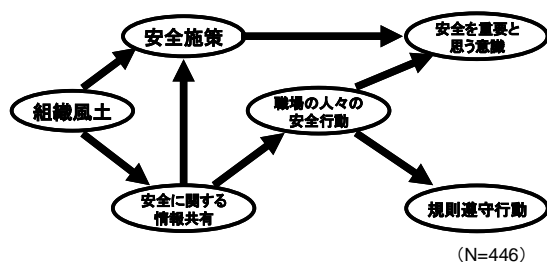 安全施策
安全を重要と
思う意識
組織風土
職場の人々の
安全行動
安全に関する
情報共有
規則遵守行動
(N=446)